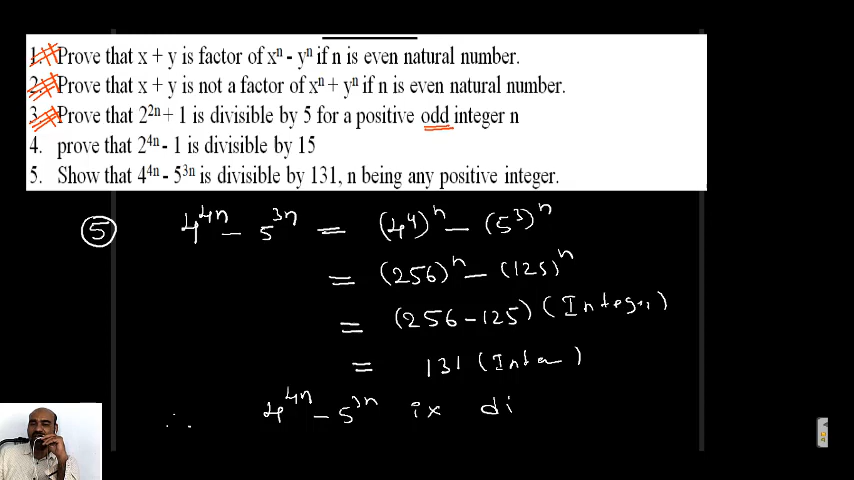 1. Prove that x + y is factor of xⁿ - yⁿ if n is even natural number.
2. Prove that x + y is not a factor of xⁿ + yⁿ if n is even natural number.
3. Prove that 2²ⁿ + 1 is divisible by 5 for a positive odd integer n
4. prove that 2⁴ⁿ - 1 is divisible by 15
5. Show that 4⁴ⁿ - 5³ⁿ is divisible by 131, n being any positive integer.
⑤ 4⁴ⁿ - 5³ⁿ = (4⁴)ⁿ - (5³)ⁿ
= (256)ⁿ - (125)ⁿ
= (256-125) (Integer)
= 131 (Inte )
∴ 4⁴ⁿ - 5³ⁿ ix di